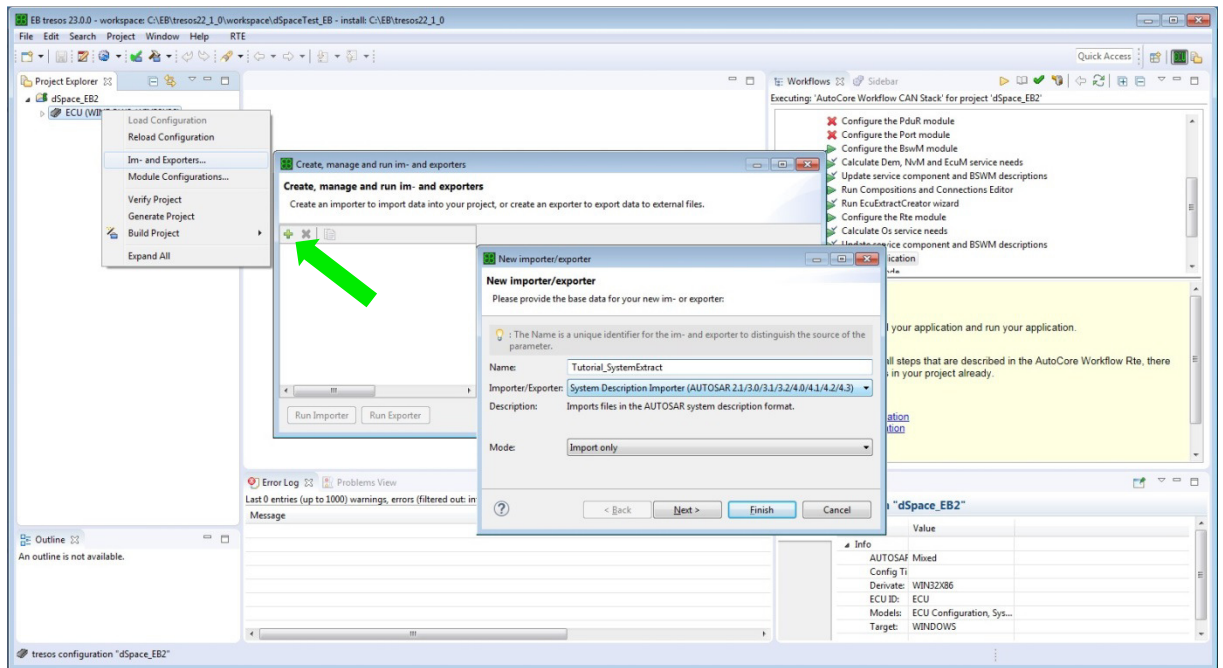 EB tresos 23.0.0 - workspace: C:\EB\tresos22_1_0\workspace\dSpaceTest_EB - install: C:\EB\tresos22_1_0
File Edit Search Project Window Help RTE
Quick Access
Project Explorer
dSpace_EB2
ECU (WI
Load Configuration
Reload Configuration
Im- and Exporters...
Module Configurations...
Verify Project
Generate Project
Build Project
Expand All
Outline
An outline is not available.
Create, manage and run im- and exporters
Create, manage and run im- and exporters
Create an importer to import data into your project, or create an exporter to export data to external files.
Run Importer Run Exporter
New importer/exporter
New importer/exporter
Please provide the base data for your new im- or exporter:
: The Name is a unique identifier for the im- and exporter to distinguish the source of the
parameter.
Name: Tutorial_SystemExtract
Importer/Exporter: System Description Importer (AUTOSAR 2.1/3.0/3.1/3.2/4.0/4.1/4.2/4.3)
Description: Imports files in the AUTOSAR system description format.
Mode: Import only
< Back Next > Finish Cancel
Workflows Sidebar
Executing: 'AutoCore Workflow CAN Stack' for project 'dSpace_EB2'
Configure the PduR module
Configure the Port module
Configure the BswM module
Calculate Dem, NvM and EcuM service needs
Update service component and BSWM descriptions
Run Compositions and Connections Editor
Run EcuExtractCreator wizard
Configure the Rte module
Calculate Os service needs
Update service component and BSWM descriptions
ication
l your application and run your application.
all steps that are described in the AutoCore Workflow Rte, there
s in your project already.
ation
ation
Error Log Problems View
Last 0 entries (up to 1000) warnings, errors (filtered out: in
Message
"dSpace_EB2"
Value
Info
AUTOSAF Mixed
Config Ti
Derivate: WIN32X86
ECU ID: ECU
Models: ECU Configuration, Sys...
Target: WINDOWS
tresos configuration "dSpace_EB2"